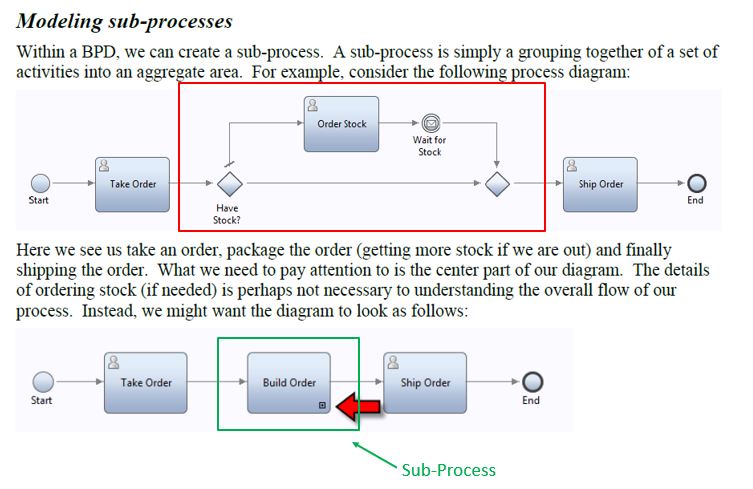 Modeling sub-processes
Within a BPD, we can create a sub-process.  A sub-process is simply a grouping together of a set of
activities into an aggregate area.  For example, consider the following process diagram:
Order Stock
Wait for
Stock
Take Order
Ship Order
Start
End
Have
Stock?
Here we see us take an order, package the order (getting more stock if we are out) and finally
shipping the order.  What we need to pay attention to is the center part of our diagram.  The details
of ordering stock (if needed) is perhaps not necessary to understanding the overall flow of our
process.  Instead, we might want the diagram to look as follows:
Take Order
Build Order
Ship Order
Start
End
Sub-Process